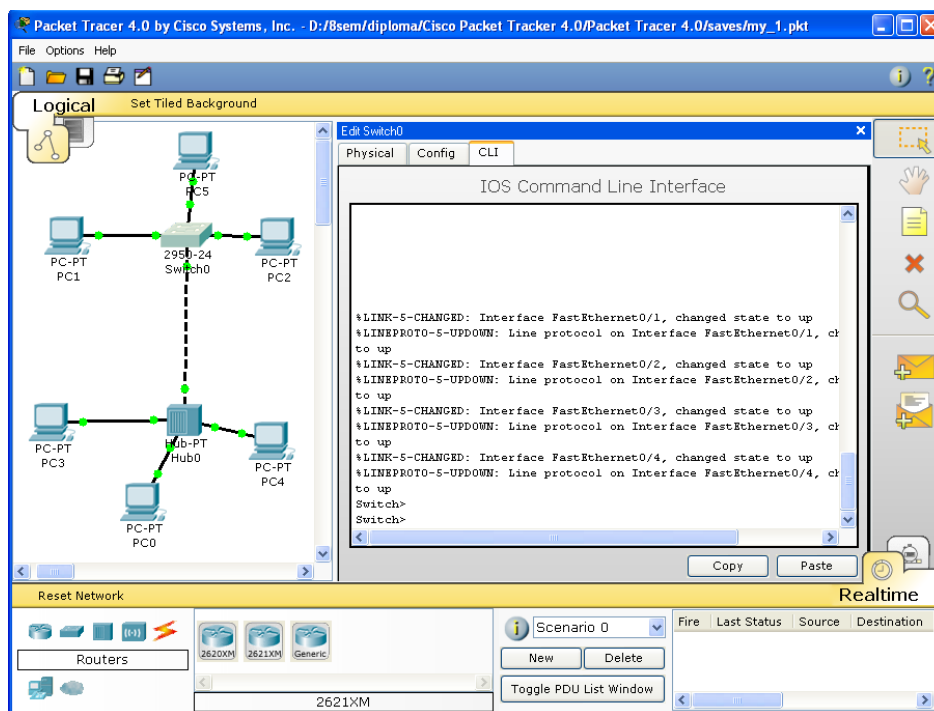 Packet Tracer 4.0 by Cisco Systems, Inc. - D:/8sem/diploma/Cisco Packet Tracker 4.0/Packet Tracer 4.0/saves/my_1.pkt
File Options Help
Logical
Set Tiled Background
Edit Switch0
Physical Config CLI
IOS Command Line Interface
%LINK-5-CHANGED: Interface FastEthernet0/1, changed state to up
%LINEPROTO-5-UPDOWN: Line protocol on Interface FastEthernet0/1, ch
to up
%LINK-5-CHANGED: Interface FastEthernet0/2, changed state to up
%LINEPROTO-5-UPDOWN: Line protocol on Interface FastEthernet0/2, ch
to up
%LINK-5-CHANGED: Interface FastEthernet0/3, changed state to up
%LINEPROTO-5-UPDOWN: Line protocol on Interface FastEthernet0/3, ch
to up
%LINK-5-CHANGED: Interface FastEthernet0/4, changed state to up
%LINEPROTO-5-UPDOWN: Line protocol on Interface FastEthernet0/4, ch
to up
Switch>
Switch>
Copy Paste
PC-PT
PC5
PC-PT
PC1
2950-24
Switch0
PC-PT
PC2
PC-PT
PC3
Hub-PT
Hub0
PC-PT
PC4
PC-PT
PC0
Reset Network
Realtime
Routers
2620XM 2621XM Generic
2621XM
Scenario 0
New Delete
Toggle PDU List Window
Fire Last Status Source Destination